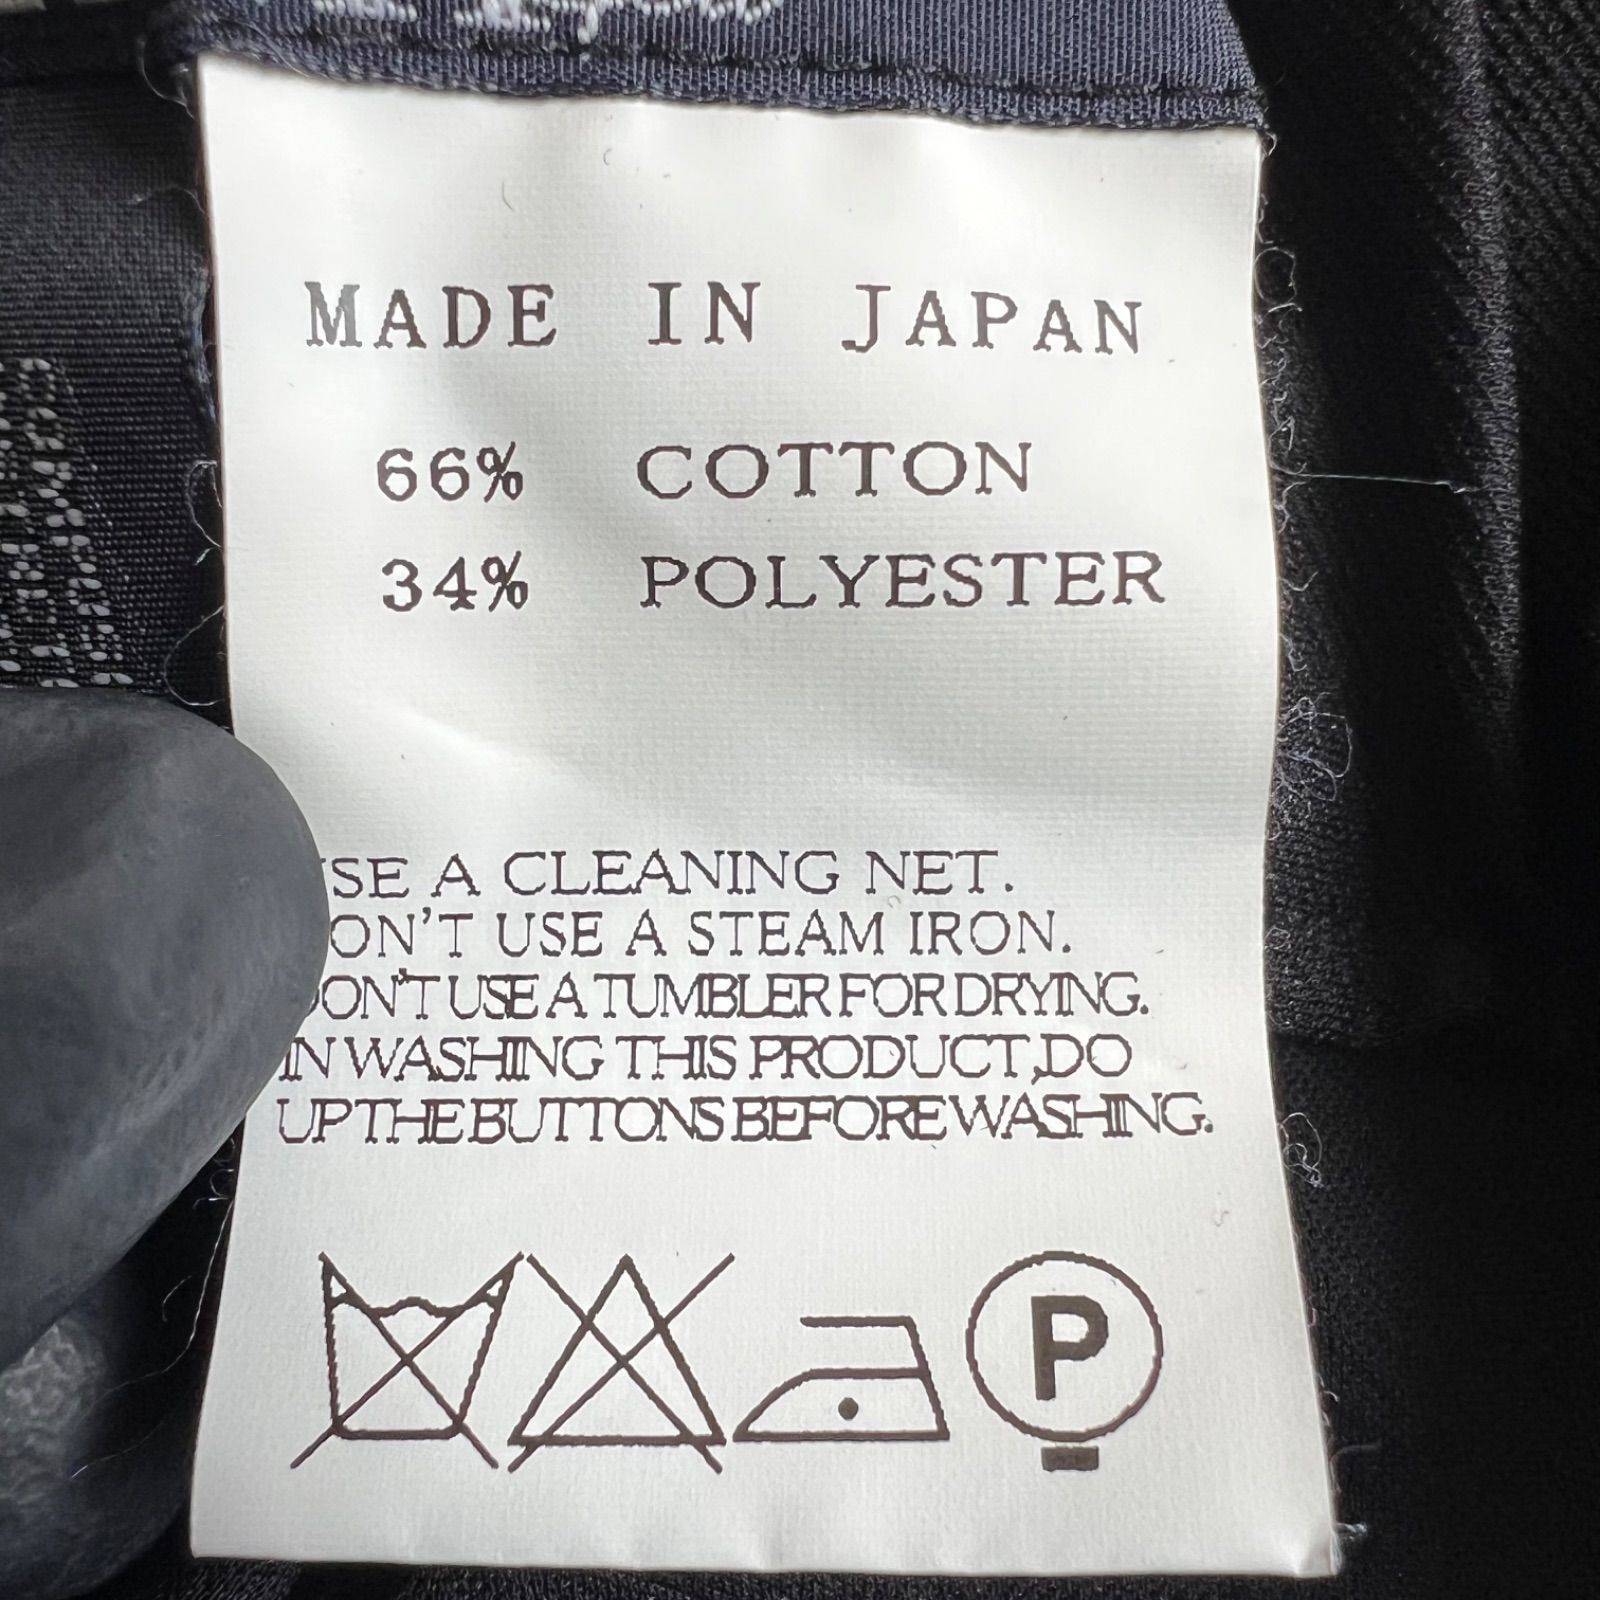 MADE IN JAPAN
66% COTTON
34% POLYESTER
SE A CLEANING NET.
ON'T USE A STEAM IRON.
DON'T USE A TUMBLER FOR DRYING.
IN WASHING THIS PRODUCT,DO
UP THE BUTTONS BEFORE WASHING.
P